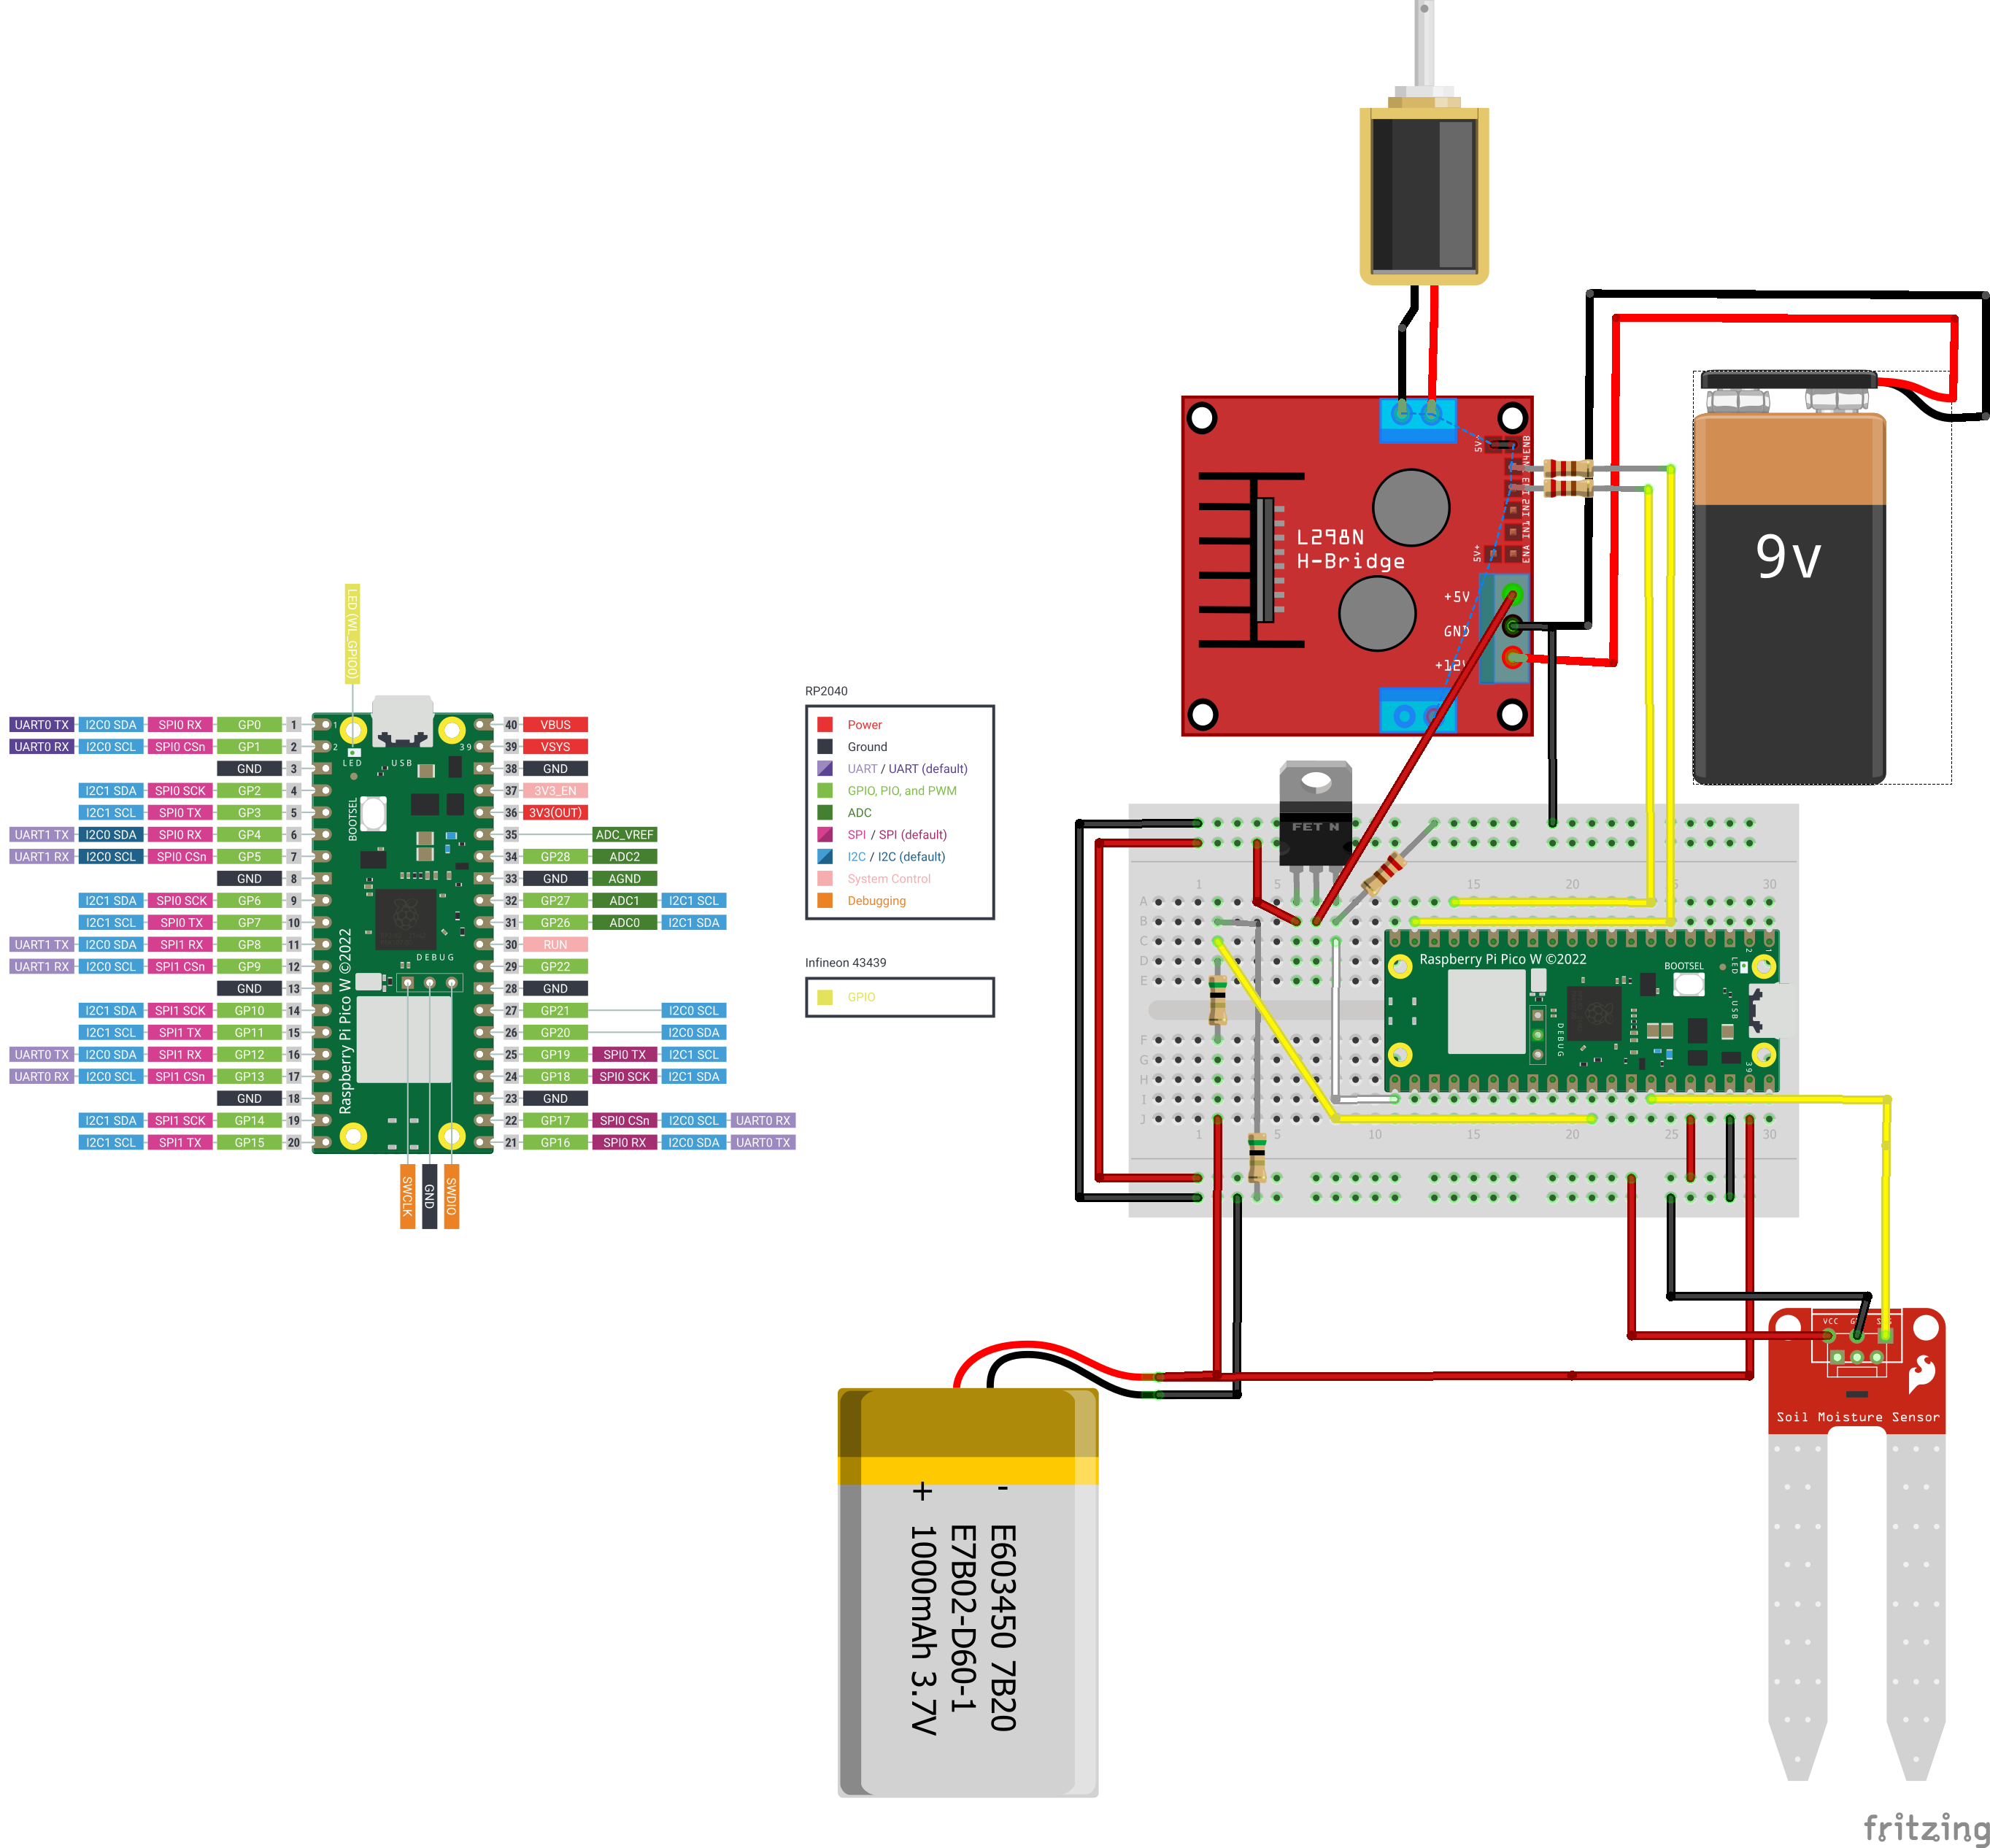 LED (WL_GPIO0)
UART0 TX I2C0 SDA SPI0 RX GP0 1
UART0 RX I2C0 SCL SPI0 CSn GP1 2
GND 3
I2C1 SDA SPI0 SCK GP2 4
I2C1 SCL SPI0 TX GP3 5
UART1 TX I2C0 SDA SPI0 RX GP4 6
UART1 RX I2C0 SCL SPI0 CSn GP5 7
GND 8
I2C1 SDA SPI0 SCK GP6 9
I2C1 SCL SPI0 TX GP7 10
UART1 TX I2C0 SDA SPI1 RX GP8 11
UART1 RX I2C0 SCL SPI1 CSn GP9 12
GND 13
I2C1 SDA SPI1 SCK GP10 14
I2C1 SCL SPI1 TX GP11 15
UART0 TX I2C0 SDA SPI1 RX GP12 16
UART0 RX I2C0 SCL SPI1 CSn GP13 17
GND 18
I2C1 SDA SPI1 SCK GP14 19
I2C1 SCL SPI1 TX GP15 20
1
2
39
LED
USB
BOOTSEL
DEBUG
Raspberry Pi Pico W ©2022
40 VBUS
39 VSYS
38 GND
37 3V3_EN
36 3V3(OUT)
35 ADC_VREF
34 GP28 ADC2
33 GND AGND
32 GP27 ADC1 I2C1 SCL
31 GP26 ADC0 I2C1 SDA
30 RUN
29 GP22
28 GND
27 GP21 I2C0 SCL
26 GP20 I2C0 SDA
25 GP19 SPI0 TX I2C1 SCL
24 GP18 SPI0 SCK I2C1 SDA
23 GND
22 GP17 SPI0 CSn I2C0 SCL UART0 RX
21 GP16 SPI0 RX I2C0 SDA UART0 TX
SWCLK
GND
SWDIO
RP2040
Power
Ground
UART / UART (default)
GPIO, PIO, and PWM
ADC
SPI / SPI (default)
I2C / I2C (default)
System Control
Debugging
Infineon 43439
GPIO
L298N
H-Bridge
5V
ENB
IN4
IN3
IN2
IN1
ENA
5V+
+5V
GND
+12V
9v
FET N
1 5 15 20 25 30
A
B
C
D
E
F
G
H
I
J
1 5 10 15 20 25 30
Raspberry Pi Pico W ©2022
BOOTSEL
LED
USB
DEBUG
1
2
39
VCC
Soil Moisture Sensor
- E603450 7B20
E7B02-D60-1
+ 1000mAh 3.7V
fritzing